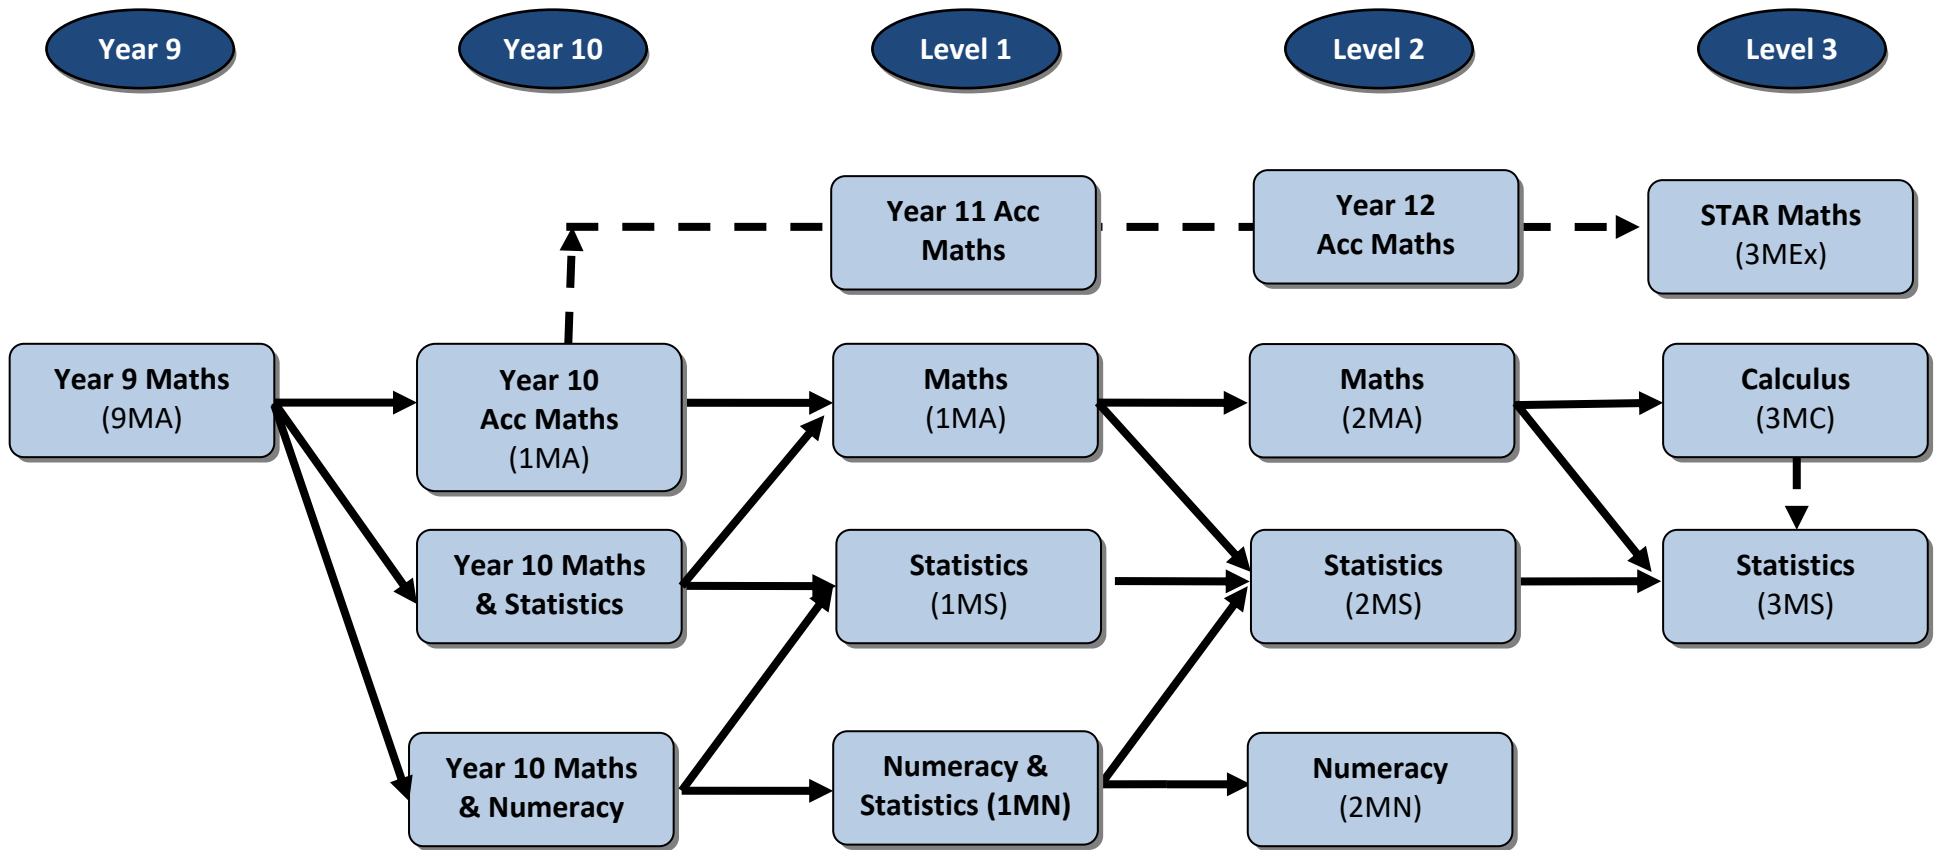 Year 9
Year 10
Level 1
Level 2
Level 3
Year 11 Acc
Maths
Year 12
Acc Maths
STAR Maths
(3MEx)
Year 9 Maths
(9MA)
Year 10
Acc Maths
(1MA)
Maths
(1MA)
Maths
(2MA)
Calculus
(3MC)
Year 10 Maths
& Statistics
Statistics
(1MS)
Statistics
(2MS)
Statistics
(3MS)
Year 10 Maths
& Numeracy
Numeracy &
Statistics (1MN)
Numeracy
(2MN)